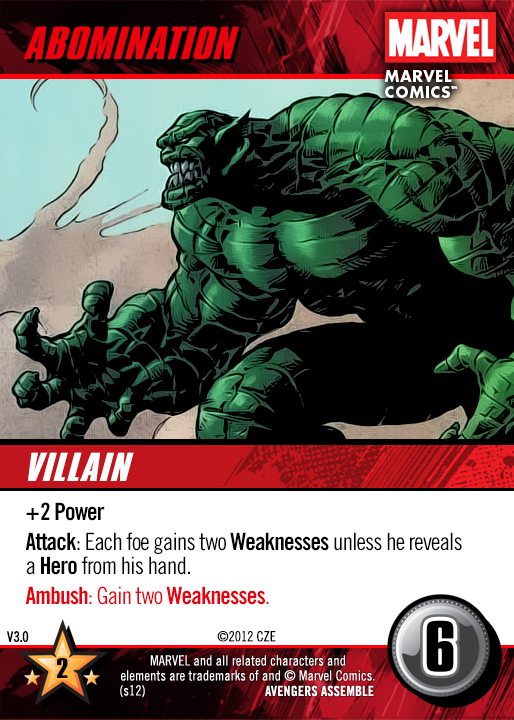 ABOMINATION
MARVEL
MARVEL
COMICS™
VILLAIN
+2 Power
Attack: Each foe gains two Weaknesses unless he reveals
a Hero from his hand.
Ambush: Gain two Weaknesses.
V3.0
©2012 CZE
2
6
MARVEL and all related characters and
elements are trademarks of and © Marvel Comics.
(s12)
AVENGERS ASSEMBLE